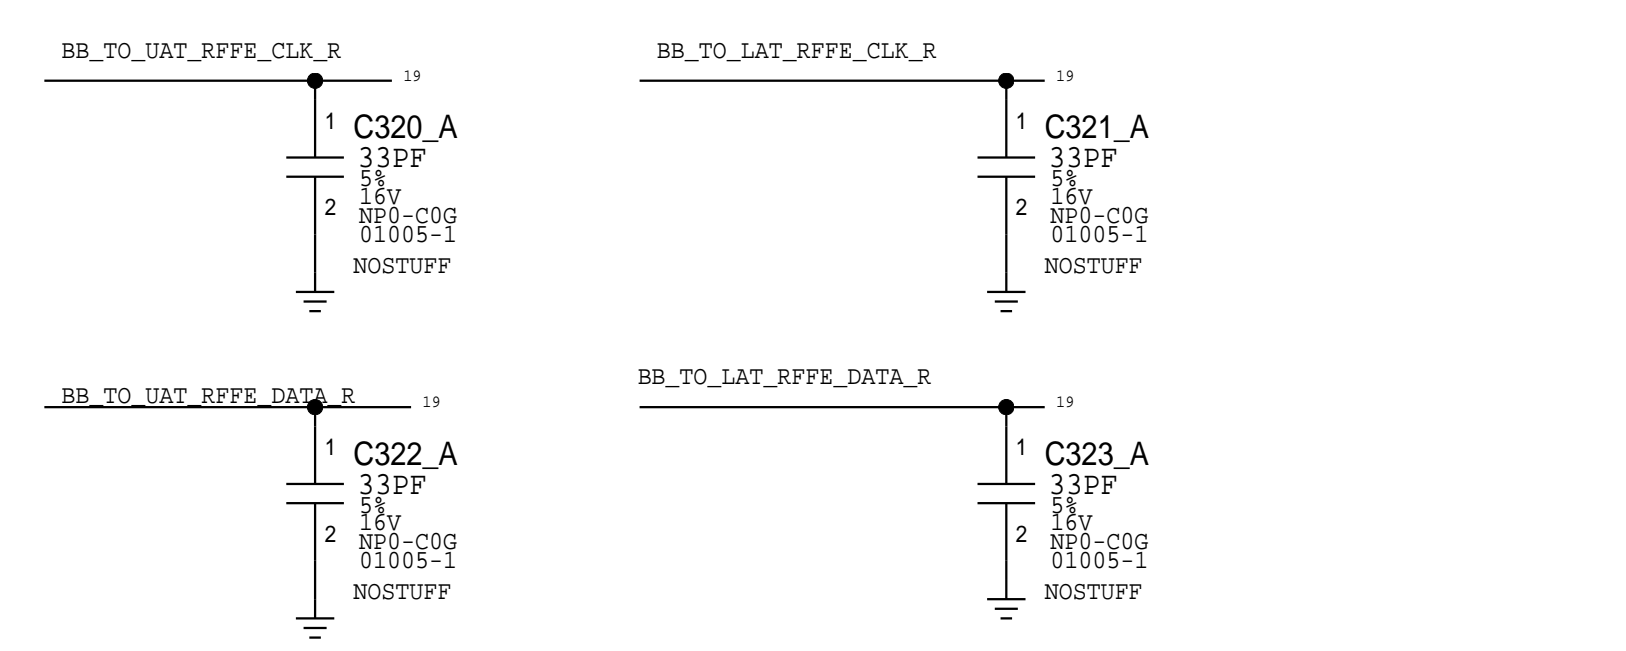 BB_TO_UAT_RFFE_CLK_R
19
1
C320_A
33PF
5%
16V
2
NP0-C0G
01005-1
NOSTUFF
BB_TO_LAT_RFFE_CLK_R
19
1
C321_A
33PF
5%
16V
2
NP0-C0G
01005-1
NOSTUFF
BB_TO_UAT_RFFE_DATA_R
19
1
C322_A
33PF
5%
16V
2
NP0-C0G
01005-1
NOSTUFF
BB_TO_LAT_RFFE_DATA_R
19
1
C323_A
33PF
5%
16V
2
NP0-C0G
01005-1
NOSTUFF